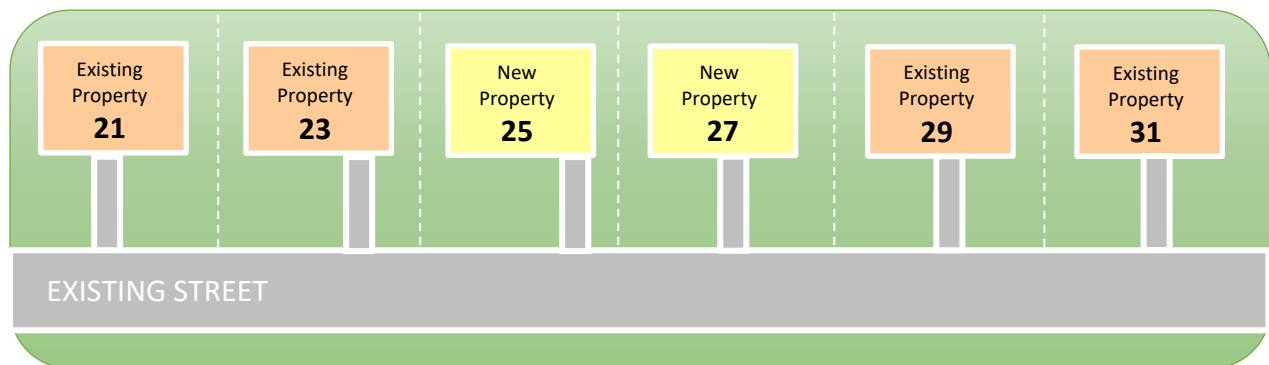 Existing
Property
21
Existing
Property
23
New
Property
25
New
Property
27
Existing
Property
29
Existing
Property
31
EXISTING STREET